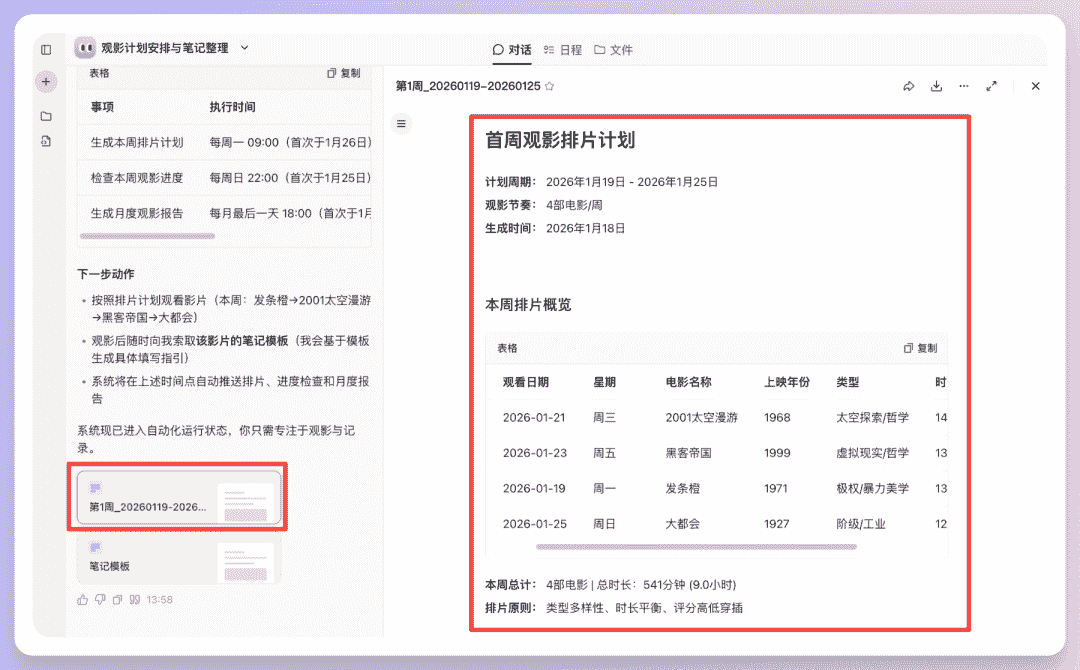 观影计划安排与笔记整理
对话 日程 文件
表格 复制
事项 执行时间
生成本周排片计划 每周一 09:00（首次于1月26日）
检查本周观影进度 每周日 22:00（首次于1月25日）
生成月度观影报告 每月最后一天 18:00（首次于1月
下一步动作
• 按照排片计划观看影片（本周：发条橙→2001太空漫游
→黑客帝国→大都会）
• 观影后随时向我索取该影片的笔记模板（我会基于模板
生成具体填写指引）
• 系统将在上述时间点自动推送排片、进度检查和月度报
告
系统现已进入自动化运行状态，你只需专注于观影与记
录。
第1周_20260119-2026...
笔记模板
13:58
第1周_20260119-20260125
首周观影排片计划
计划周期： 2026年1月19日 - 2026年1月25日
观影节奏： 4部电影/周
生成时间： 2026年1月18日
本周排片概览
表格 复制
观看日期 星期 电影名称 上映年份 类型 时
2026-01-21 周三 2001太空漫游 1968 太空探索/哲学 14
2026-01-23 周五 黑客帝国 1999 虚拟现实/哲学 13
2026-01-19 周一 发条橙 1971 极权/暴力美学 13
2026-01-25 周日 大都会 1927 阶级/工业 12
本周总计： 4部电影 | 总时长：541分钟 (9.0小时)
排片原则： 类型多样性、时长平衡、评分高低穿插